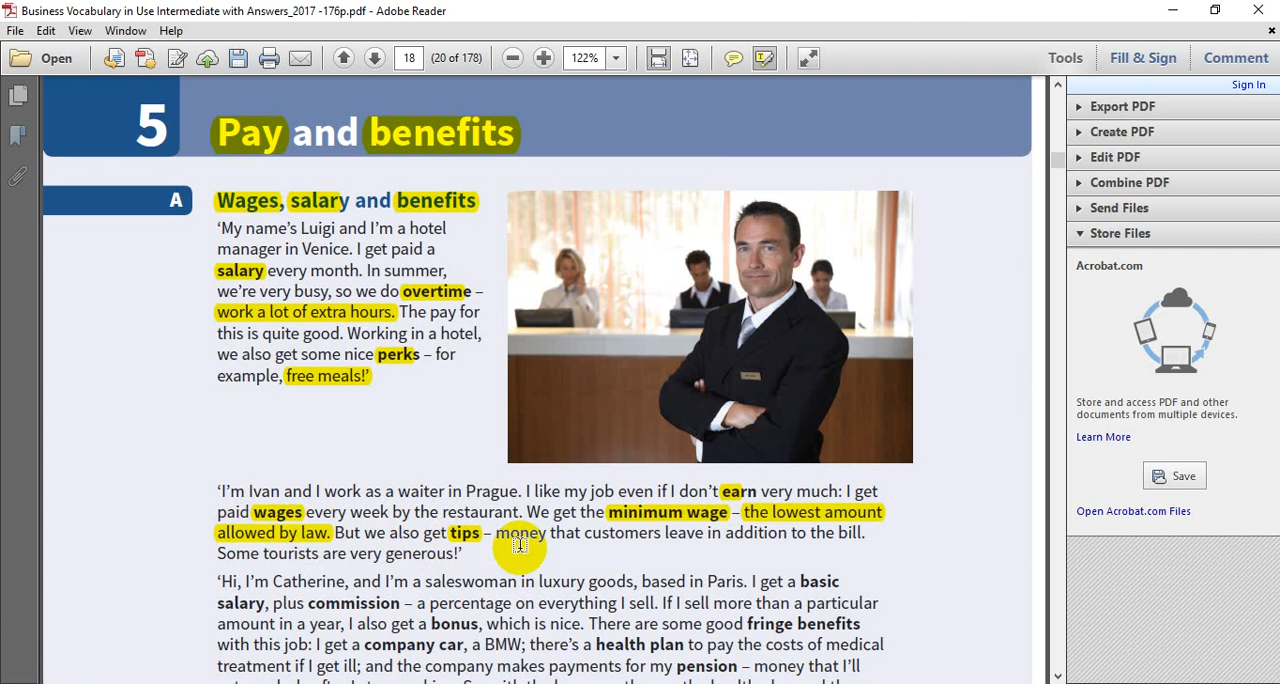 Business Vocabulary in Use Intermediate with Answers_2017 -176p.pdf - Adobe Reader
File Edit View Window Help
Open 18 (20 of 178) 122% Tools Fill & Sign Comment
Sign In
Export PDF
Create PDF
Edit PDF
Combine PDF
Send Files
Store Files
Acrobat.com
Store and access PDF and other
documents from multiple devices.
Learn More
Save
Open Acrobat.com Files
5 Pay and benefits
A Wages, salary and benefits
‘My name’s Luigi and I’m a hotel
manager in Venice. I get paid a
salary every month. In summer,
we’re very busy, so we do overtime –
work a lot of extra hours. The pay for
this is quite good. Working in a hotel,
we also get some nice perks – for
example, free meals!’
‘I’m Ivan and I work as a waiter in Prague. I like my job even if I don’t earn very much: I get
paid wages every week by the restaurant. We get the minimum wage – the lowest amount
allowed by law. But we also get tips – money that customers leave in addition to the bill.
Some tourists are very generous!’
‘Hi, I’m Catherine, and I’m a saleswoman in luxury goods, based in Paris. I get a basic
salary, plus commission – a percentage on everything I sell. If I sell more than a particular
amount in a year, I also get a bonus, which is nice. There are some good fringe benefits
with this job: I get a company car, a BMW; there’s a health plan to pay the costs of medical
treatment if I get ill; and the company makes payments for my pension – money that I’ll